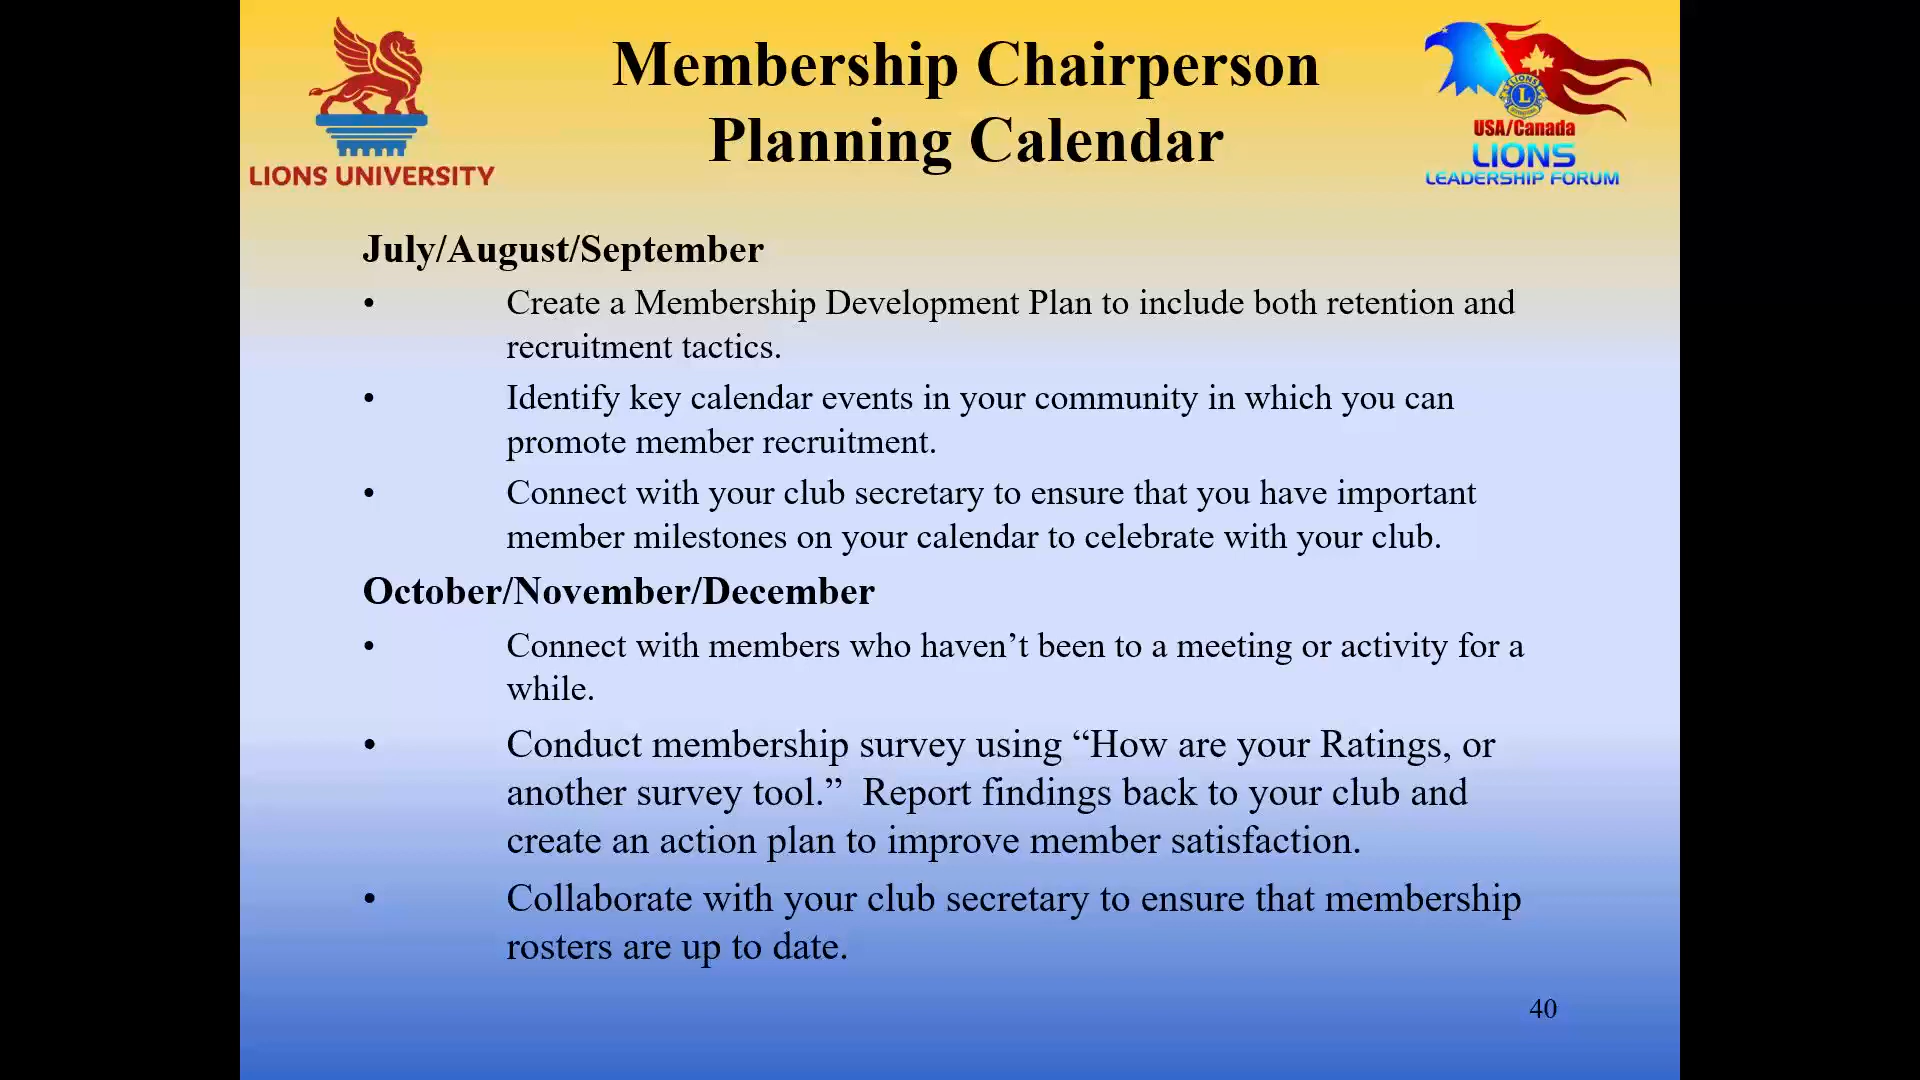 Membership Chairperson
Planning Calendar
LIONS UNIVERSITY
LIONS
L
USA/Canada
LIONS
LEADERSHIP FORUM
July/August/September
• Create a Membership Development Plan to include both retention and
recruitment tactics.
• Identify key calendar events in your community in which you can
promote member recruitment.
• Connect with your club secretary to ensure that you have important
member milestones on your calendar to celebrate with your club.
October/November/December
• Connect with members who haven’t been to a meeting or activity for a
while.
• Conduct membership survey using “How are your Ratings, or
another survey tool.”  Report findings back to your club and
create an action plan to improve member satisfaction.
• Collaborate with your club secretary to ensure that membership
rosters are up to date.
40